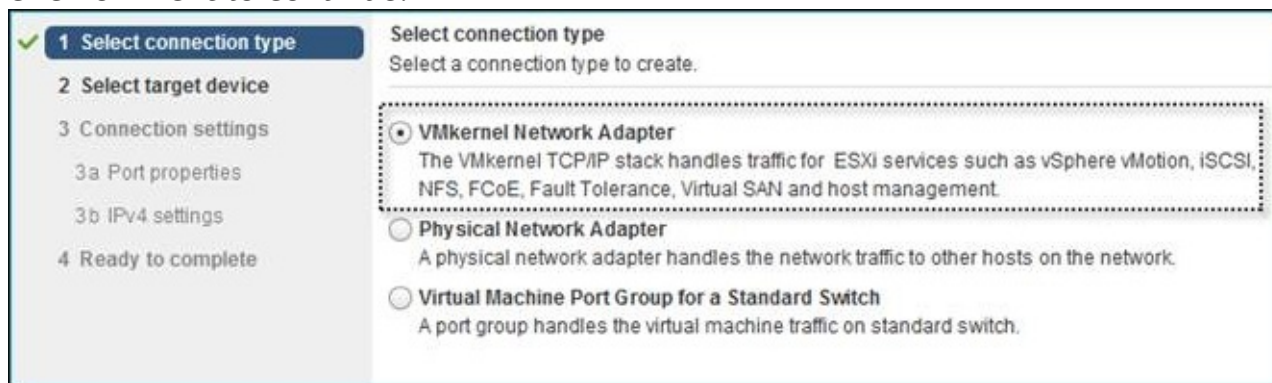 1 Select connection type
2 Select target device
3 Connection settings
3a Port properties
3b IPv4 settings
4 Ready to complete
Select connection type
Select a connection type to create.
VMkernel Network Adapter
The VMkernel TCP/IP stack handles traffic for ESXi services such as vSphere vMotion, iSCSI,
NFS, FCoE, Fault Tolerance, Virtual SAN and host management.
Physical Network Adapter
A physical network adapter handles the network traffic to other hosts on the network.
Virtual Machine Port Group for a Standard Switch
A port group handles the virtual machine traffic on standard switch.